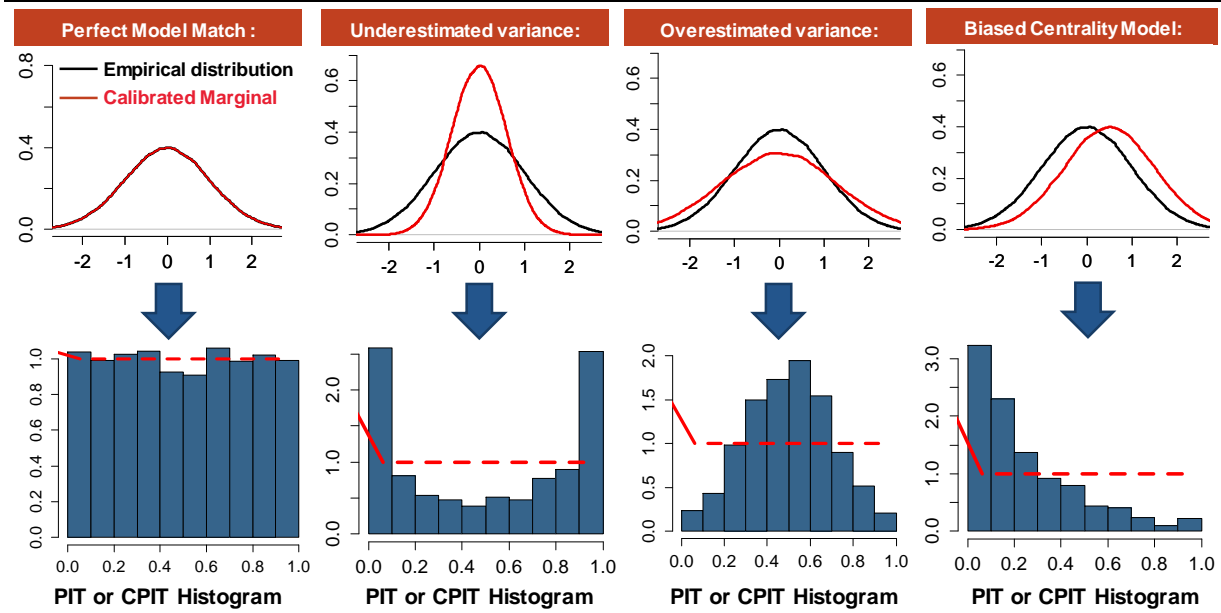 Perfect Model Match :
Underestimated variance:
Overestimated variance:
Biased Centrality Model:
Empirical distribution
Calibrated Marginal
0.0 0.4 0.8
-2 -1 0 1 2
0.0 0.2 0.4 0.6
-2 -1 0 1 2
0.0 0.2 0.4 0.6
-2 -1 0 1 2
0.0 0.2 0.4 0.6
-2 -1 0 1 2
0.0 0.2 0.4 0.6 0.8 1.0
0.0 0.2 0.4 0.6 0.8 1.0
PIT or CPIT Histogram
0.0 1.0 2.0
0.0 0.2 0.4 0.6 0.8 1.0
PIT or CPIT Histogram
0.0 0.5 1.0 1.5 2.0
0.0 0.2 0.4 0.6 0.8 1.0
PIT or CPIT Histogram
0.0 1.0 2.0 3.0
0.0 0.2 0.4 0.6 0.8 1.0
PIT or CPIT Histogram